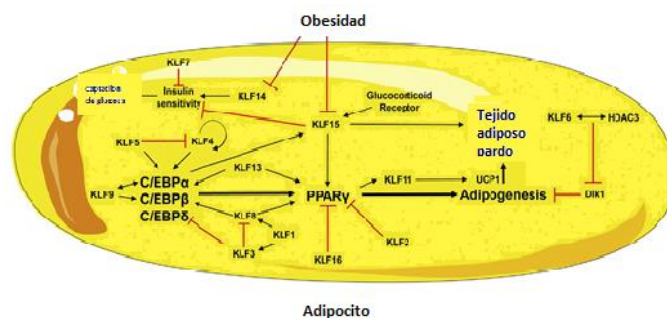 Obesidad
KLF7
captación
de glucosa
Insulin
sensitivity
KLF14
Glucocorticoid
Receptor
KLF15
Tejido
adiposo
pardo
KLF6
HDAC3
KLF5
KLF4
KLF13
C/EBPα
C/EBPβ
C/EBPδ
KLF9
PPARγ
KLF11
UCP1
Adipogenesis
Dlk1
KLF8
KLF1
KLF3
KLF16
Adipocito